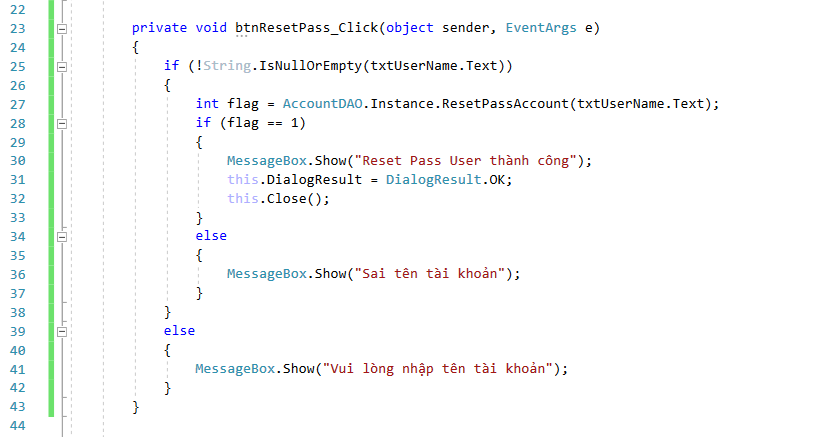 22
23 private void btnResetPass_Click(object sender, EventArgs e)
24 {
25 if (!String.IsNullOrEmpty(txtUserName.Text))
26 {
27 int flag = AccountDAO.Instance.ResetPassAccount(txtUserName.Text);
28 if (flag == 1)
29 {
30 MessageBox.Show("Reset Pass User thành công");
31 this.DialogResult = DialogResult.OK;
32 this.Close();
33 }
34 else
35 {
36 MessageBox.Show("Sai tên tài khoản");
37 }
38 }
39 else
40 {
41 MessageBox.Show("Vui lòng nhập tên tài khoản");
42 }
43 }
44